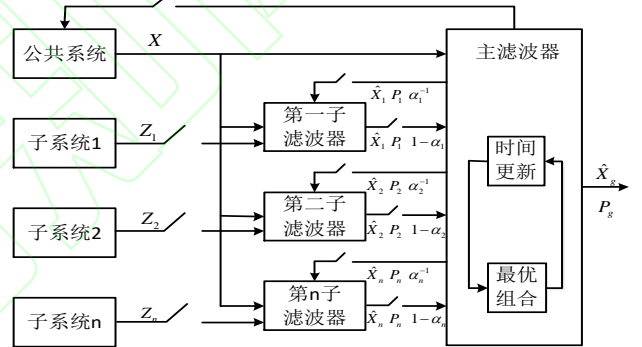 公共系统
X
主滤波器
X̂₁ P₁ α₁⁻¹
子系统1
Z₁
第一子
滤波器
X̂₁ P₁ 1−α₁
时间
更新
X̂₂ P₂ α₂⁻¹
子系统2
Z₂
第二子
滤波器
X̂₂ P₂ 1−α₂
X̂g
Pg
X̂ₙ Pₙ αₙ⁻¹
最优
组合
子系统n
Zₙ
第n子
滤波器
X̂ₙ Pₙ 1−αₙ